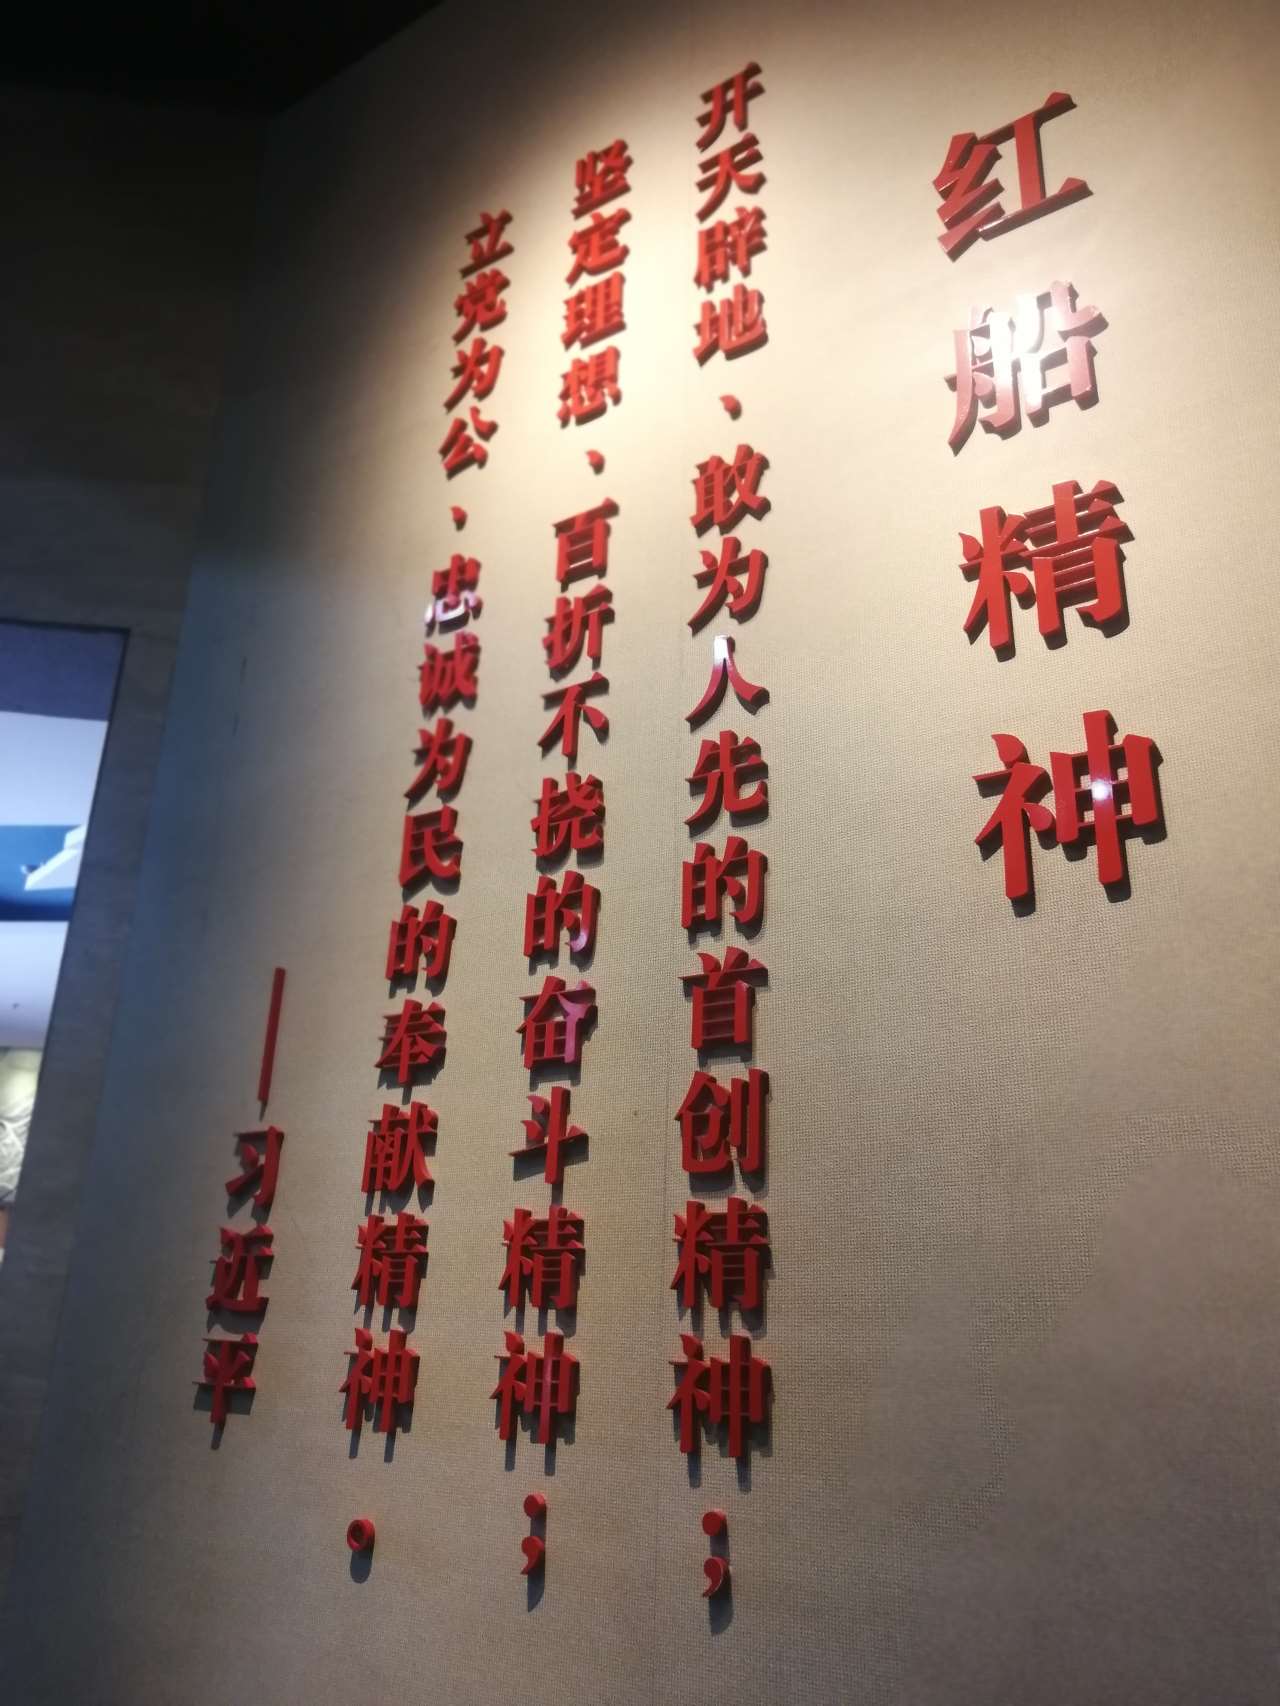 红船精神
开天辟地、敢为人先的首创精神；
坚定理想、百折不挠的奋斗精神；
立党为公、忠诚为民的奉献精神。
——习近平